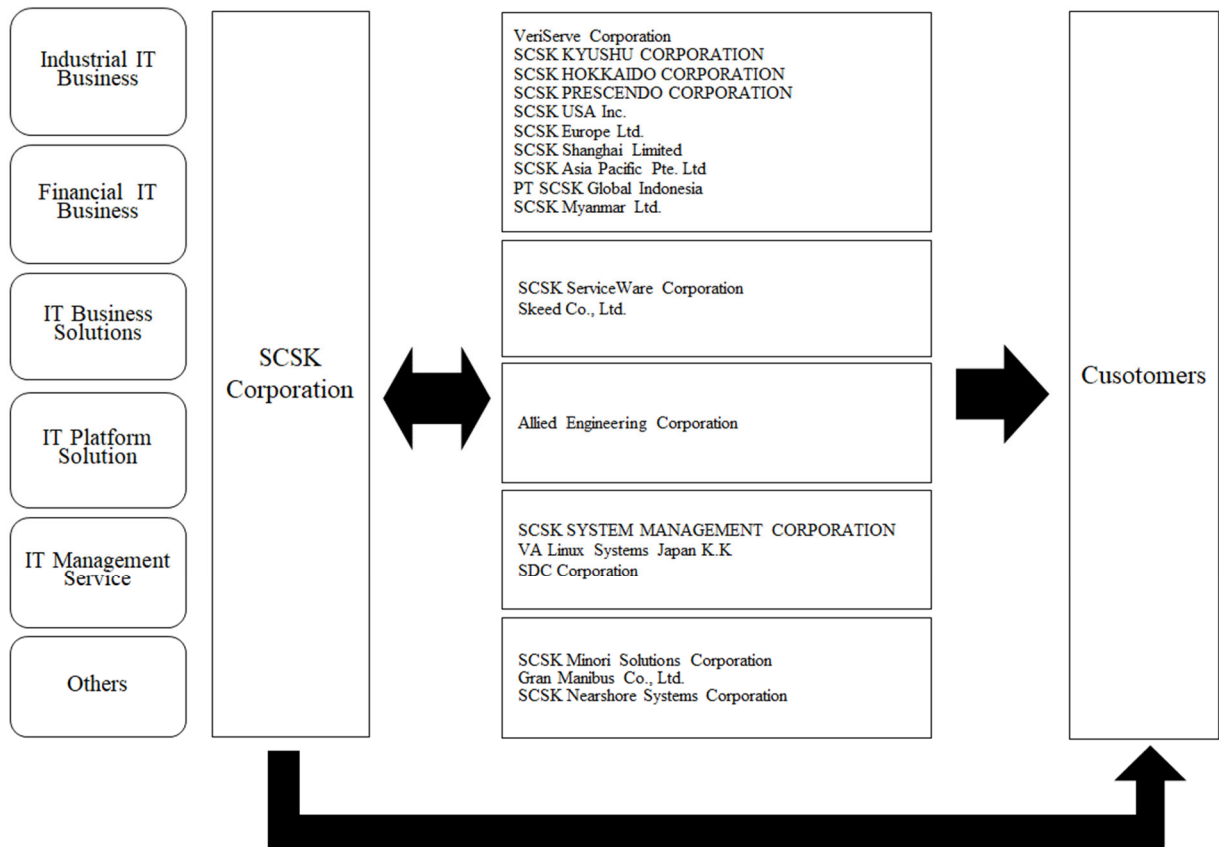 Industrial IT
Business
Financial IT
Business
IT Business
Solutions
IT Platform
Solution
IT Management
Service
Others
SCSK
Corporation
VeriServe Corporation
SCSK KYUSHU CORPORATION
SCSK HOKKAIDO CORPORATION
SCSK PRESCENDO CORPORATION
SCSK USA Inc.
SCSK Europe Ltd.
SCSK Shanghai Limited
SCSK Asia Pacific Pte. Ltd
PT SCSK Global Indonesia
SCSK Myanmar Ltd.
SCSK ServiceWare Corporation
Skeed Co., Ltd.
Allied Engineering Corporation
SCSK SYSTEM MANAGEMENT CORPORATION
VA Linux Systems Japan K.K
SDC Corporation
SCSK Minori Solutions Corporation
Gran Manibus Co., Ltd.
SCSK Nearshore Systems Corporation
Cusotomers